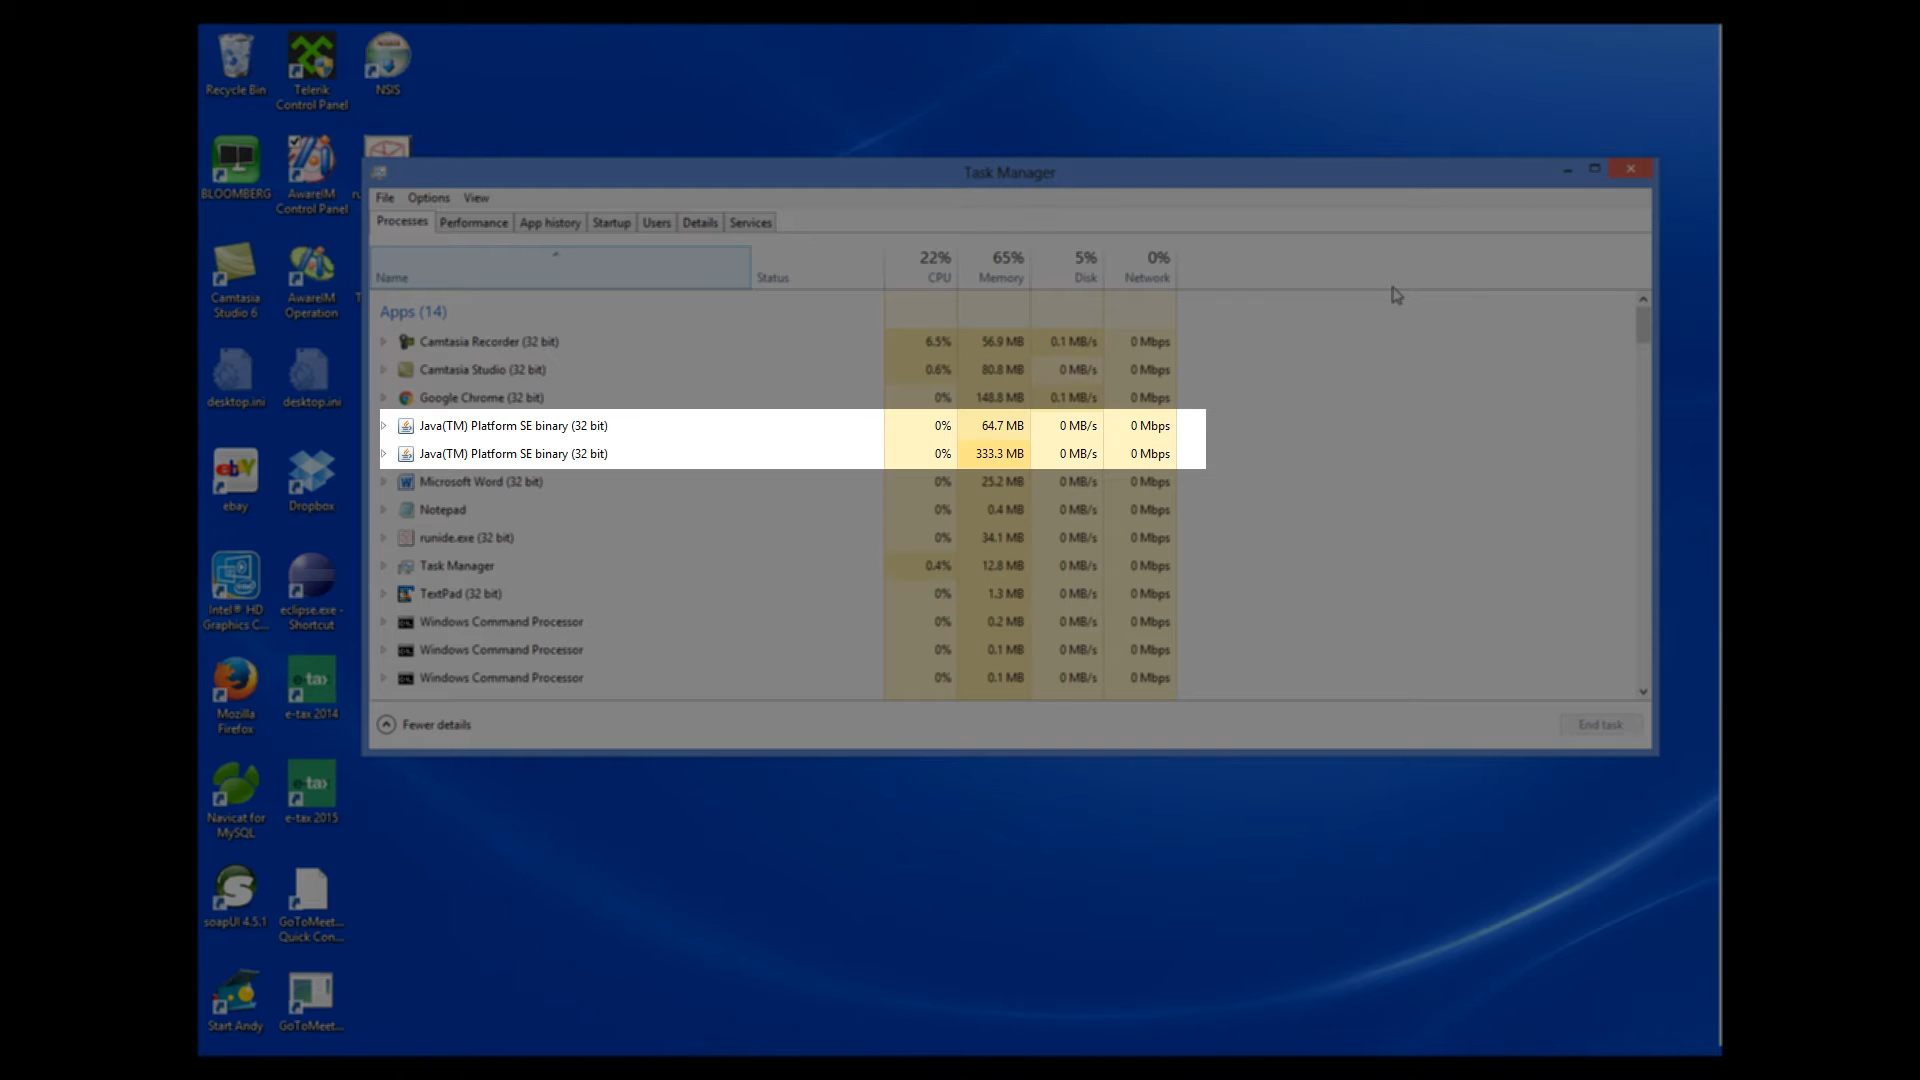 Recycle Bin
Telerik
Control Panel
NSIS
BLOOMBERG
AwareIM
Control Panel
Camtasia
Studio 6
AwareIM
Operation
desktop.ini
desktop.ini
ebay
ebay
Dropbox
Intel® HD
Graphics C...
eclipse.exe -
Shortcut
Mozilla
Firefox
e-tax
e-tax 2014
Navicat for
MySQL
e-tax
e-tax 2015
soapUI 4.5.1
GoToMeet...
Quick Con...
Start Andy
GoToMeet...
Task Manager
File Options View
Processes Performance App history Startup Users Details Services
22% 65% 5% 0%
Name Status CPU Memory Disk Network
Apps (14)
Camtasia Recorder (32 bit) 6.5% 56.9 MB 0.1 MB/s 0 Mbps
Camtasia Studio (32 bit) 0.6% 80.8 MB 0 MB/s 0 Mbps
Google Chrome (32 bit) 0% 148.8 MB 0.1 MB/s 0 Mbps
Java(TM) Platform SE binary (32 bit) 0% 64.7 MB 0 MB/s 0 Mbps
Java(TM) Platform SE binary (32 bit) 0% 333.3 MB 0 MB/s 0 Mbps
Microsoft Word (32 bit) 0% 25.2 MB 0 MB/s 0 Mbps
Notepad 0% 0.4 MB 0 MB/s 0 Mbps
runide.exe (32 bit) 0% 34.1 MB 0 MB/s 0 Mbps
Task Manager 0.4% 12.8 MB 0 MB/s 0 Mbps
TextPad (32 bit) 0% 1.3 MB 0 MB/s 0 Mbps
Windows Command Processor 0% 0.2 MB 0 MB/s 0 Mbps
Windows Command Processor 0% 0.1 MB 0 MB/s 0 Mbps
Windows Command Processor 0% 0.1 MB 0 MB/s 0 Mbps
Fewer details End task